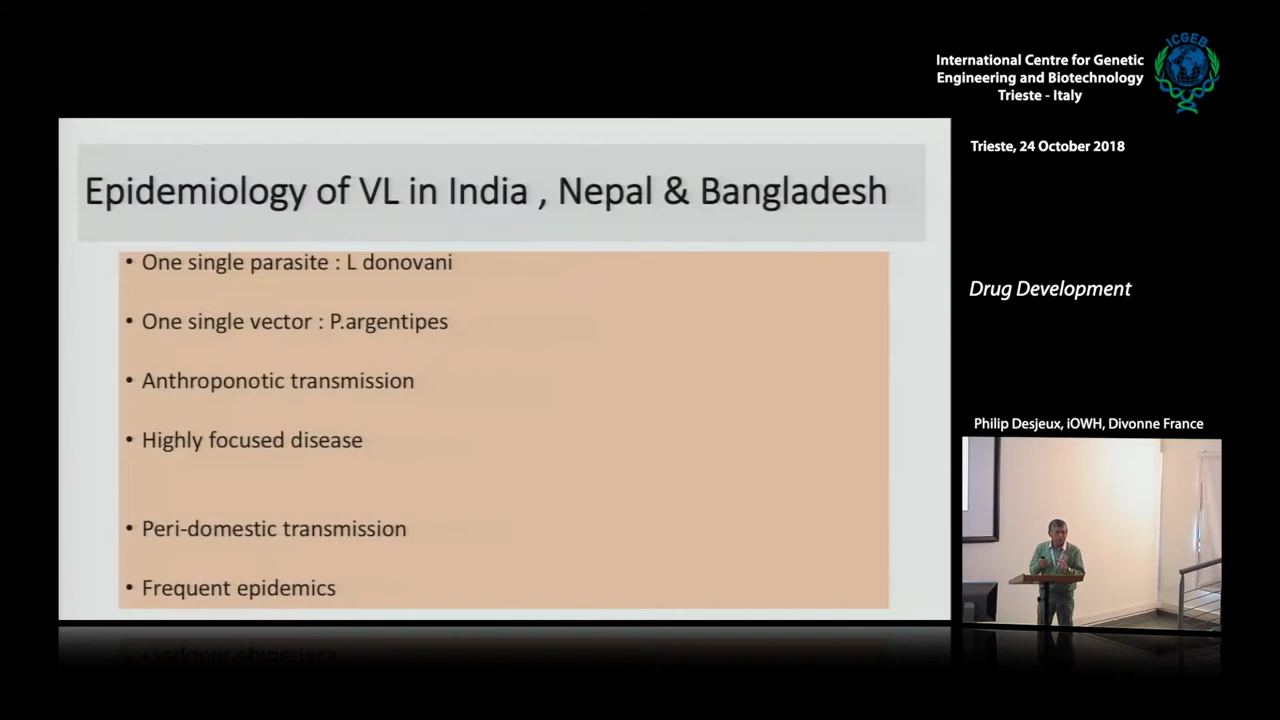 International Centre for Genetic
Engineering and Biotechnology
Trieste - Italy
ICGEB
Trieste, 24 October 2018
Epidemiology of VL in India , Nepal & Bangladesh
• One single parasite : L donovani
• One single vector : P.argentipes
• Anthroponotic transmission
• Highly focused disease
• Peri-domestic transmission
• Frequent epidemics
Drug Development
Philip Desjeux, iOWH, Divonne France